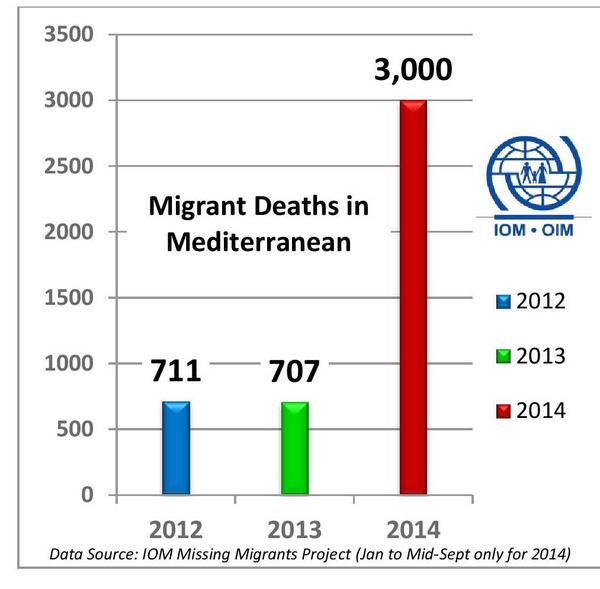 3500
3,000
3000
2500
Migrant Deaths in
Mediterranean
2000
IOM • OIM
1500
2012
1000
711
707
2013
500
2014
0
2012 2013 2014
Data Source: IOM Missing Migrants Project (Jan to Mid-Sept only for 2014)